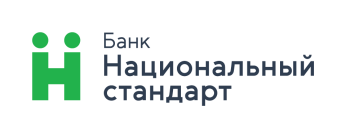 Банк
Национальный
стандарт